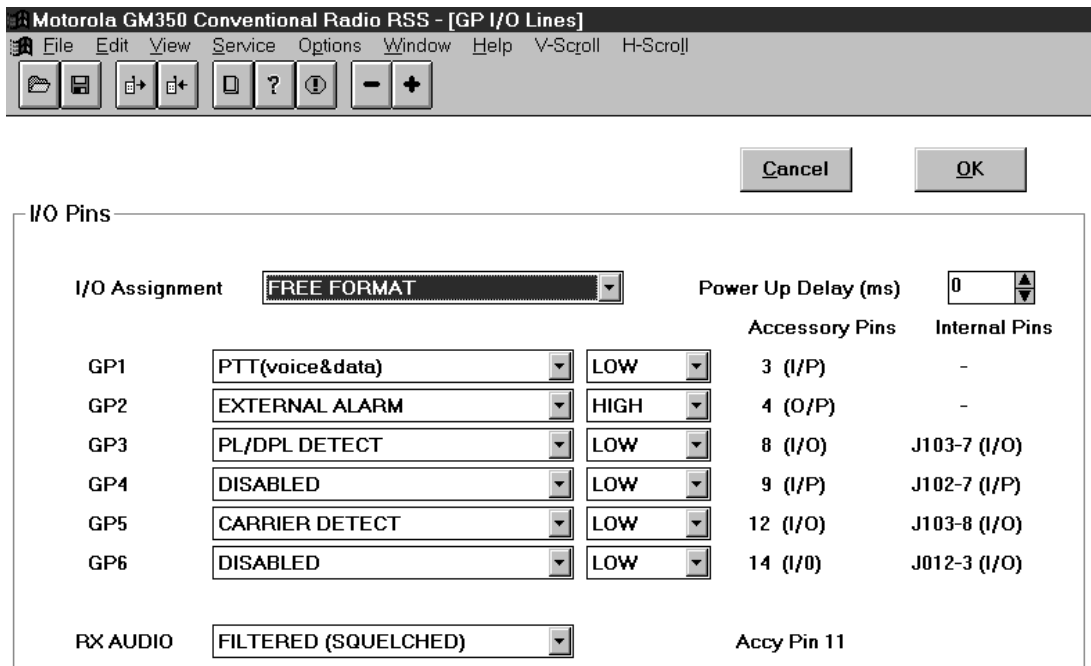 Motorola GM350 Conventional Radio RSS - [GP I/O Lines]
File Edit View Service Options Window Help V-Scroll H-Scroll
Cancel OK
I/O Pins
I/O Assignment FREE FORMAT Power Up Delay (ms) 0
Accessory Pins Internal Pins
GP1 PTT(voice&data) LOW 3 (I/P) -
GP2 EXTERNAL ALARM HIGH 4 (O/P) -
GP3 PL/DPL DETECT LOW 8 (I/O) J103-7 (I/O)
GP4 DISABLED LOW 9 (I/P) J102-7 (I/P)
GP5 CARRIER DETECT LOW 12 (I/O) J103-8 (I/O)
GP6 DISABLED LOW 14 (I/0) J012-3 (I/O)
RX AUDIO FILTERED (SQUELCHED) Accy Pin 11